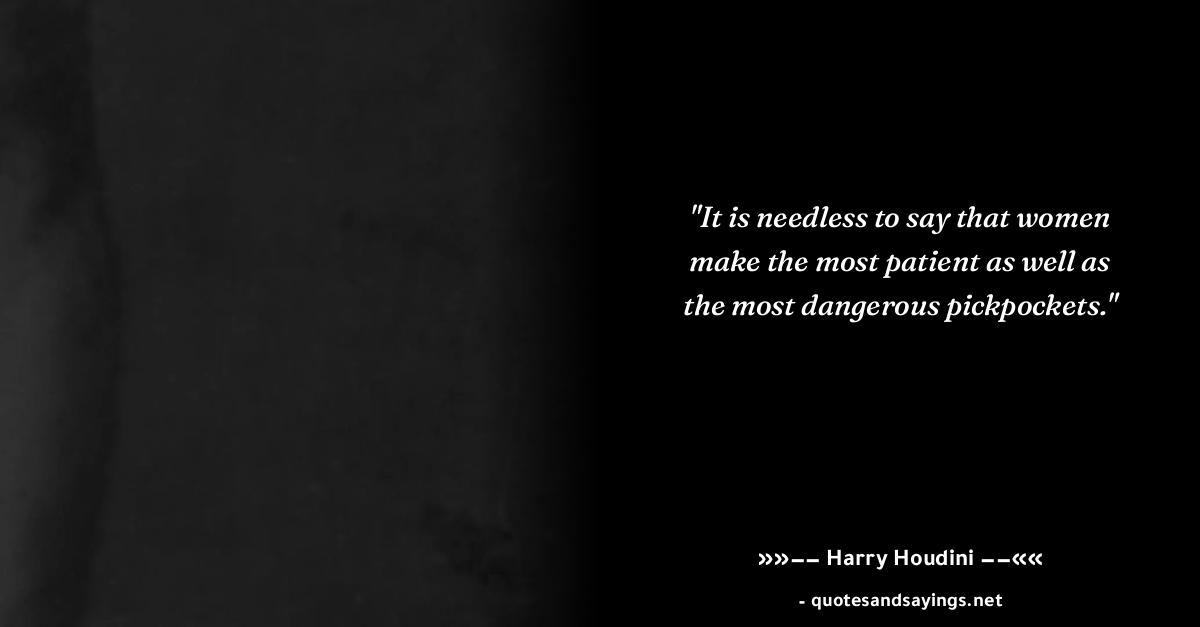 "It is needless to say that women
make the most patient as well as
the most dangerous pickpockets."
»»−− Harry Houdini −−««
- quotesandsayings.net